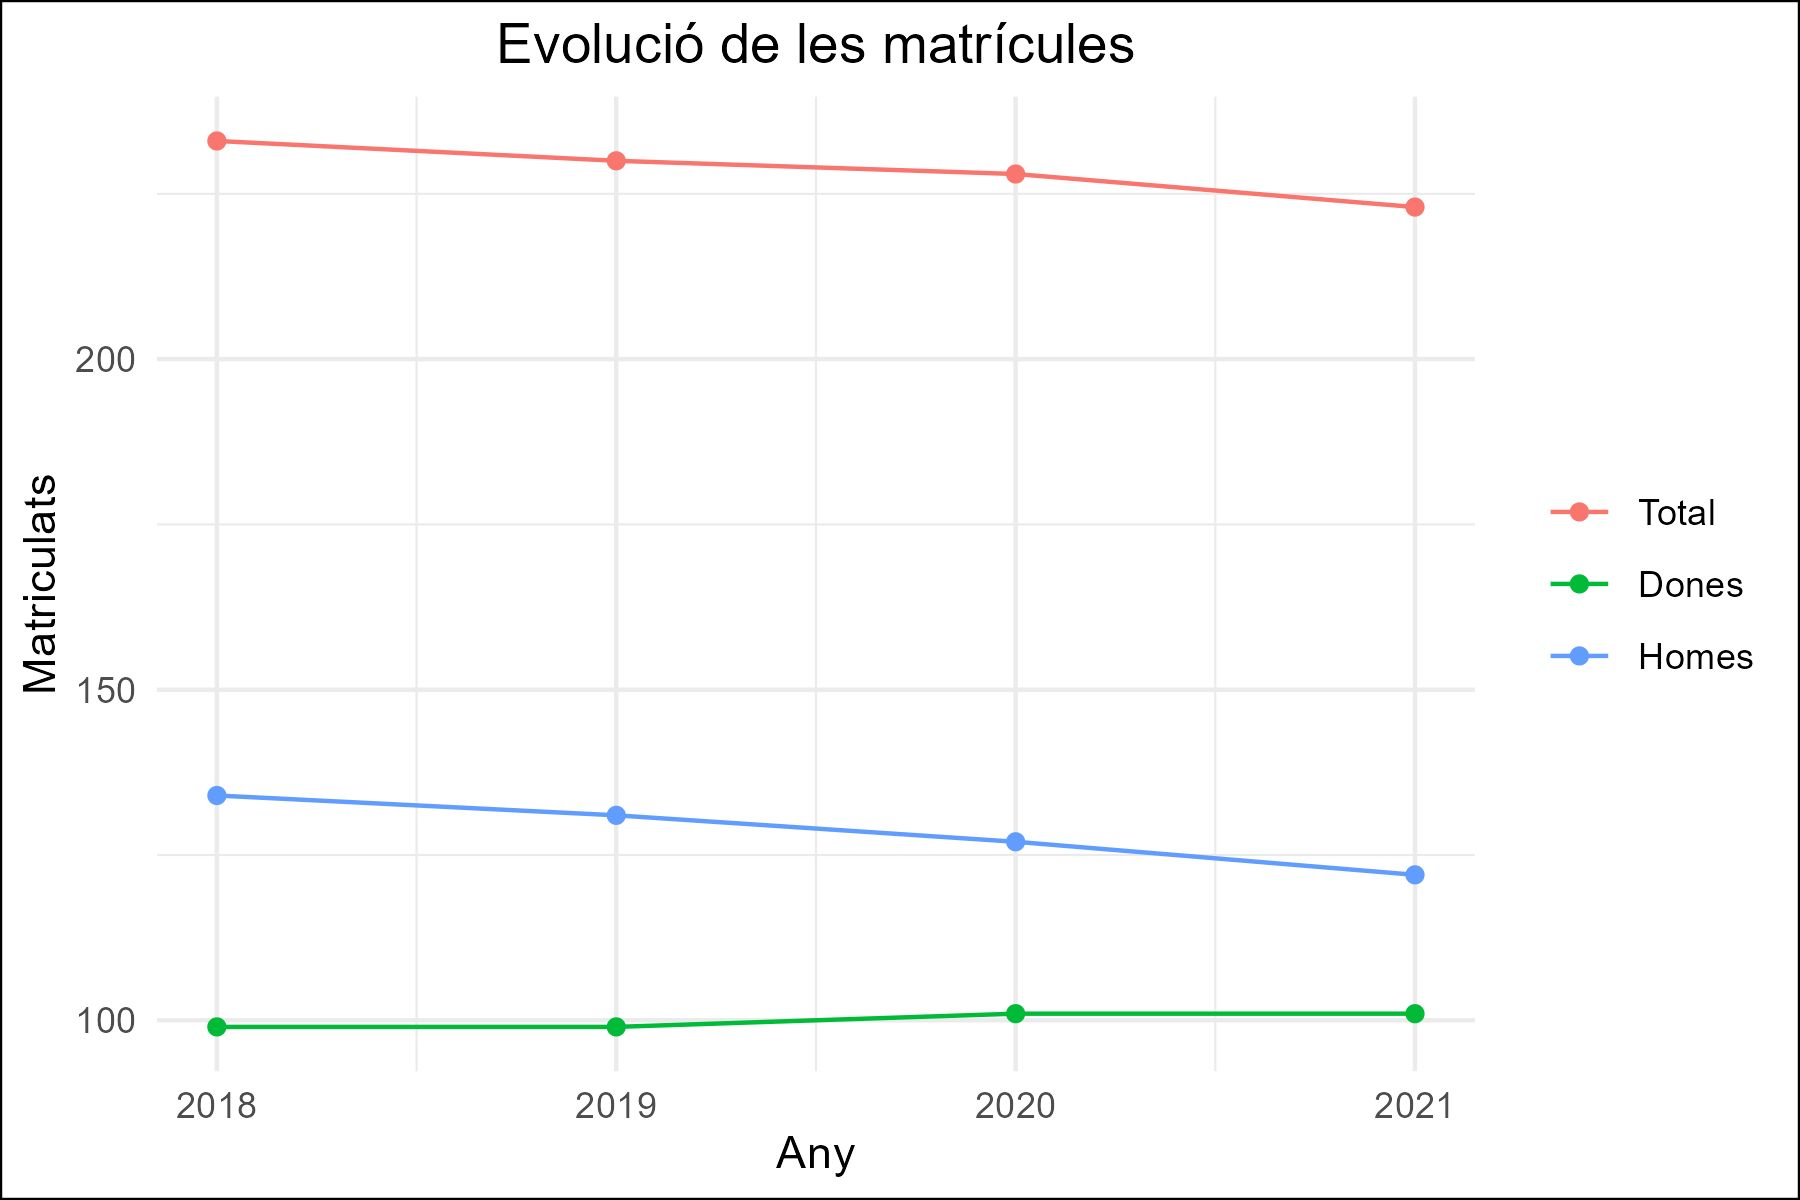 Evolució de les matrícules
Matriculats
200
150
100
2018
2019
2020
2021
Any
Total
Dones
Homes